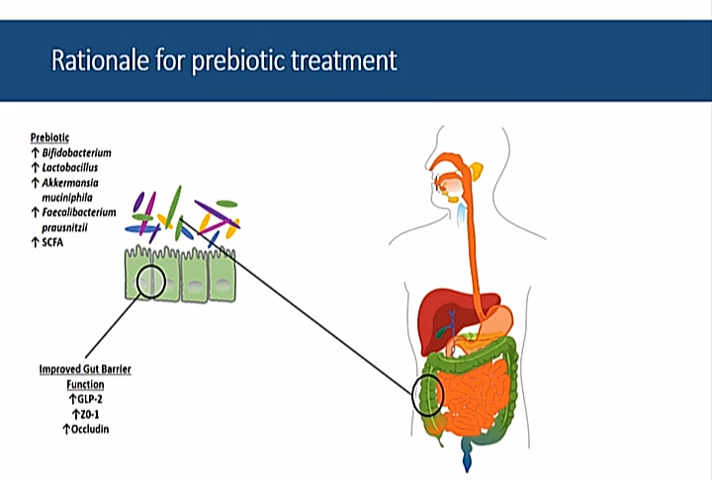 Rationale for prebiotic treatment
Prebiotic
↑ Bifidobacterium
↑ Lactobacillus
↑ Akkermansia
muciniphila
↑ Faecalibacterium
prausnitzii
↑ SCFA
Improved Gut Barrier
Function
↑GLP-2
↑ZO-1
↑Occludin